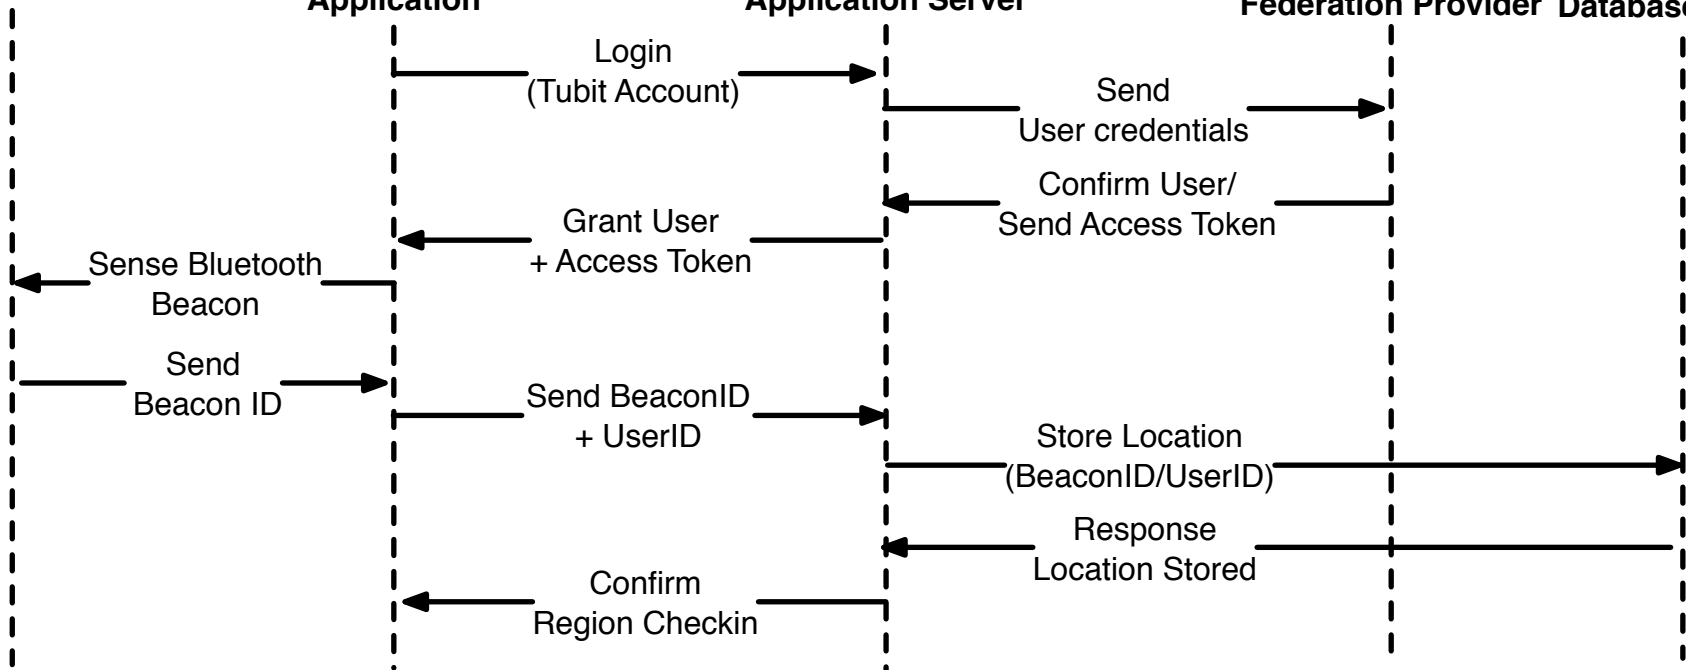 Application
Application Server
Federation Provider
Database
Login
(Tubit Account)
Send
User credentials
Confirm User/
Send Access Token
Grant User
+ Access Token
Sense Bluetooth
Beacon
Send
Beacon ID
Send BeaconID
+ UserID
Store Location
(BeaconID/UserID)
Response
Location Stored
Confirm
Region Checkin